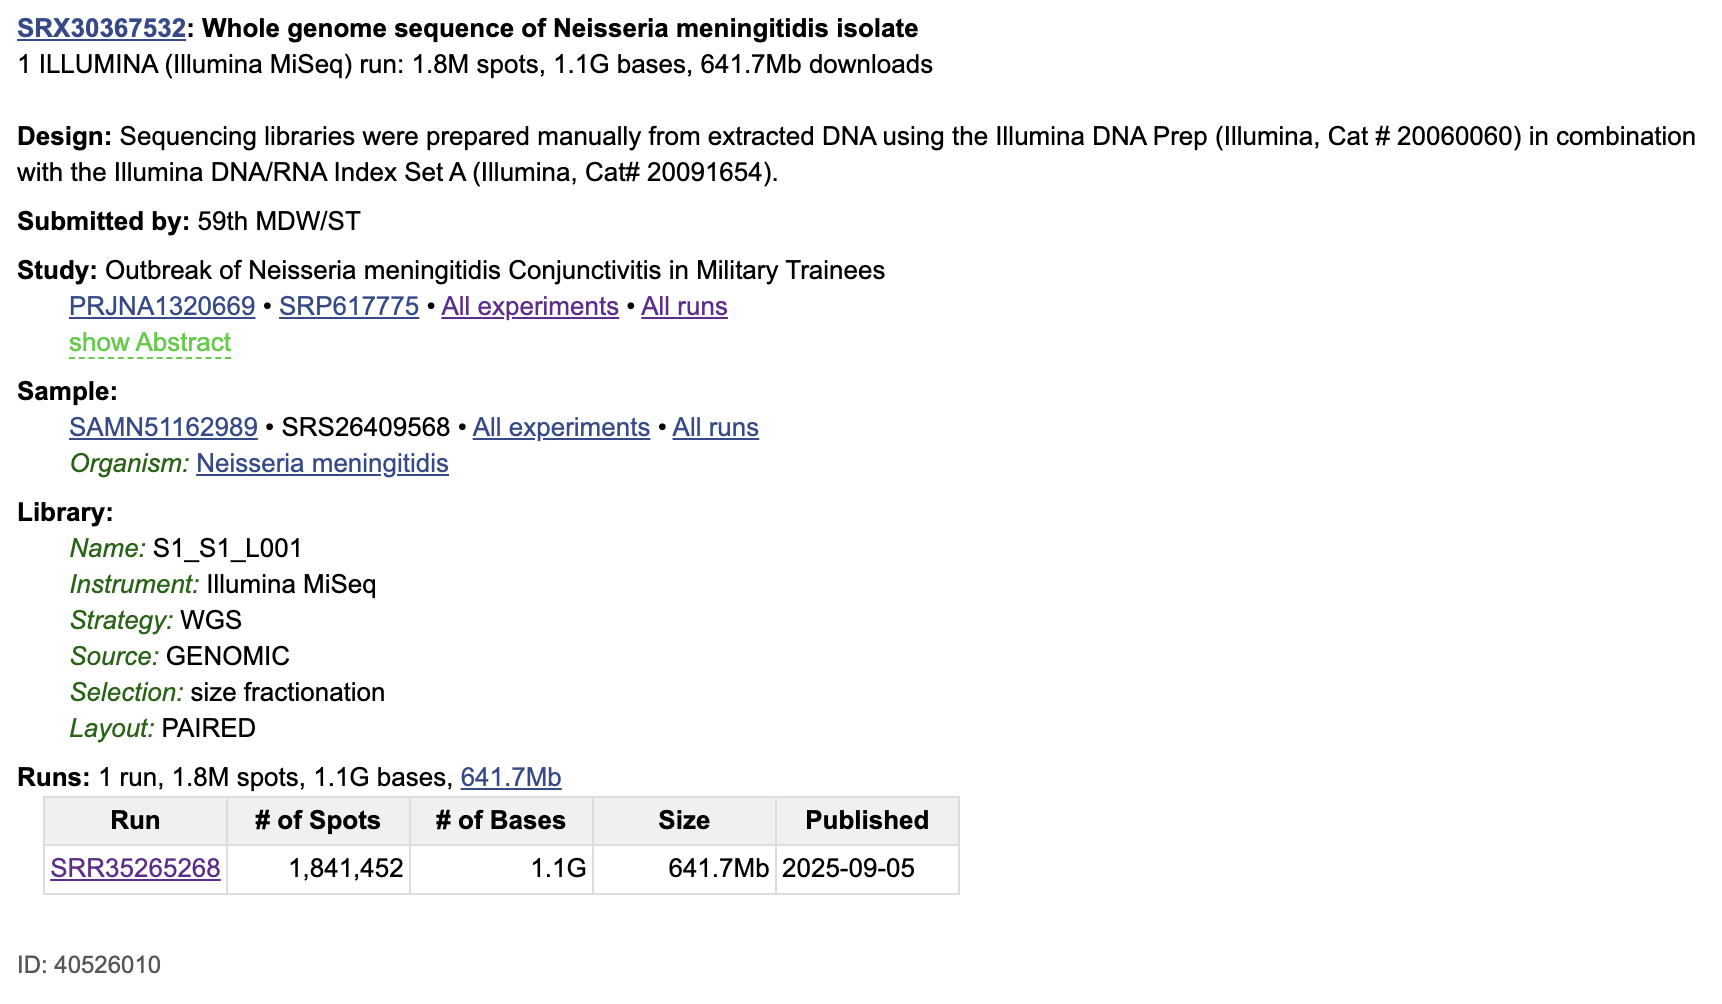 SRX30367532: Whole genome sequence of Neisseria meningitidis isolate
1 ILLUMINA (Illumina MiSeq) run: 1.8M spots, 1.1G bases, 641.7Mb downloads
Design: Sequencing libraries were prepared manually from extracted DNA using the Illumina DNA Prep (Illumina, Cat # 20060060) in combination
with the Illumina DNA/RNA Index Set A (Illumina, Cat# 20091654).
Submitted by: 59th MDW/ST
Study: Outbreak of Neisseria meningitidis Conjunctivitis in Military Trainees
PRJNA1320669 • SRP617775 • All experiments • All runs
show Abstract
Sample:
SAMN51162989 • SRS26409568 • All experiments • All runs
Organism: Neisseria meningitidis
Library:
Name: S1_S1_L001
Instrument: Illumina MiSeq
Strategy: WGS
Source: GENOMIC
Selection: size fractionation
Layout: PAIRED
Runs: 1 run, 1.8M spots, 1.1G bases, 641.7Mb
Run # of Spots # of Bases Size Published
SRR35265268 1,841,452 1.1G 641.7Mb 2025-09-05
ID: 40526010